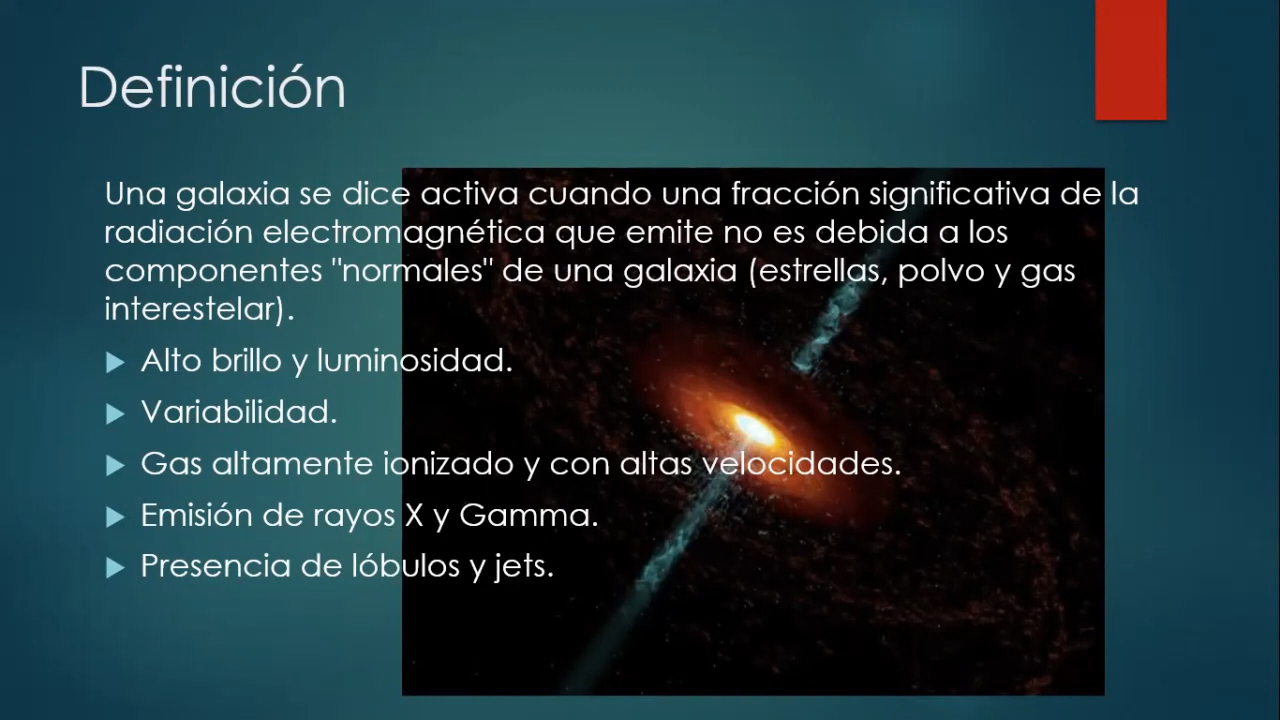 Definición
Una galaxia se dice activa cuando una fracción significativa de la
radiación electromagnética que emite no es debida a los
componentes "normales" de una galaxia (estrellas, polvo y gas
interestelar).
Alto brillo y luminosidad.
Variabilidad.
Gas altamente ionizado y con altas velocidades.
Emisión de rayos X y Gamma.
Presencia de lóbulos y jets.